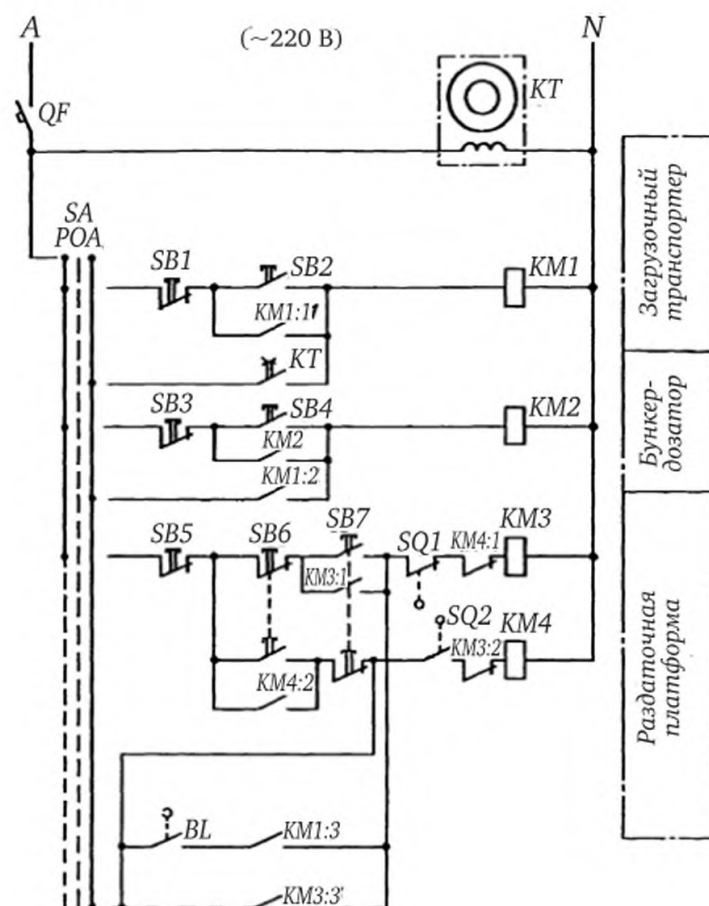 A
(~220 В)
N
KT
QF
SA
POA
SB1
SB2
KM1
KM1:1
KT
SB3
SB4
KM2
KM2
KM1:2
SB5
SB6
SB7
SQ1
KM4:1
KM3
KM3:1
SQ2
KM4
KM3:2
KM4:2
BL
KM1:3
KM3:3
Загрузочный
транспортер
Бункер-
дозатор
Раздаточная
платформа